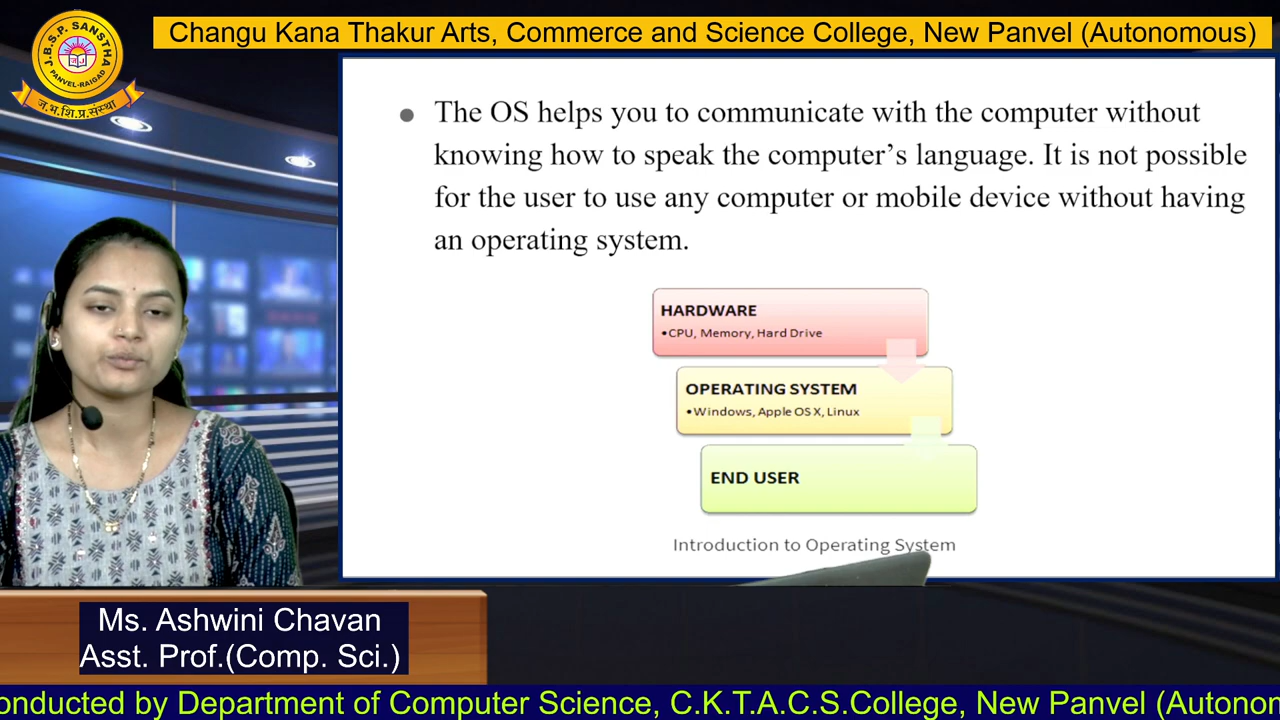 J.B.S.P. SANSTHA
PANVEL-RAIGAD
ज.भ.शि.प्र.संस्था
Changu Kana Thakur Arts, Commerce and Science College, New Panvel (Autonomous)
● The OS helps you to communicate with the computer without
knowing how to speak the computer’s language. It is not possible
for the user to use any computer or mobile device without having
an operating system.
HARDWARE
•CPU, Memory, Hard Drive
OPERATING SYSTEM
•Windows, Apple OS X, Linux
END USER
Introduction to Operating System
Ms. Ashwini Chavan
Asst. Prof.(Comp. Sci.)
onducted by Department of Computer Science, C.K.T.A.C.S.College, New Panvel (Autonon